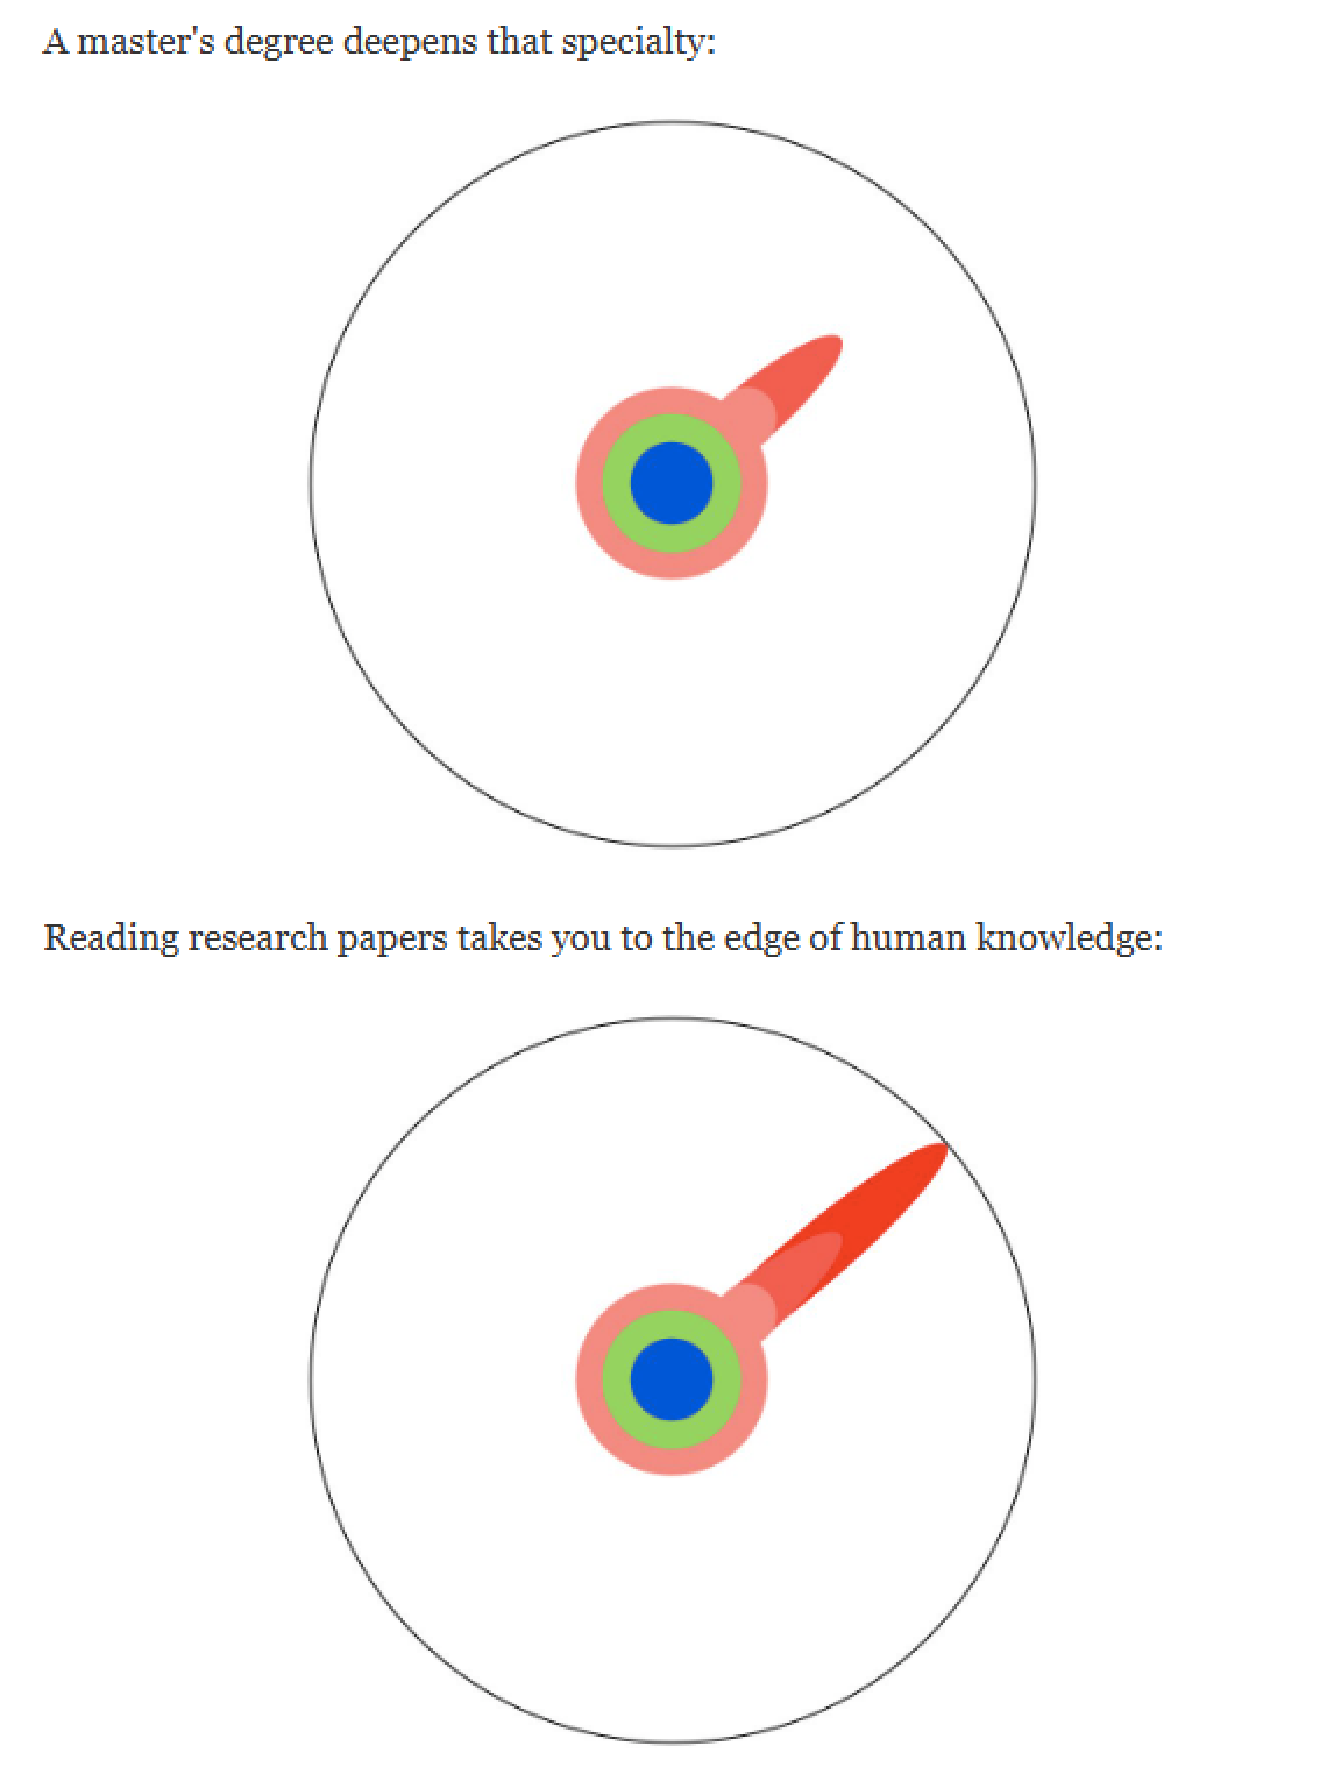 A master's degree deepens that specialty:
Reading research papers takes you to the edge of human knowledge: